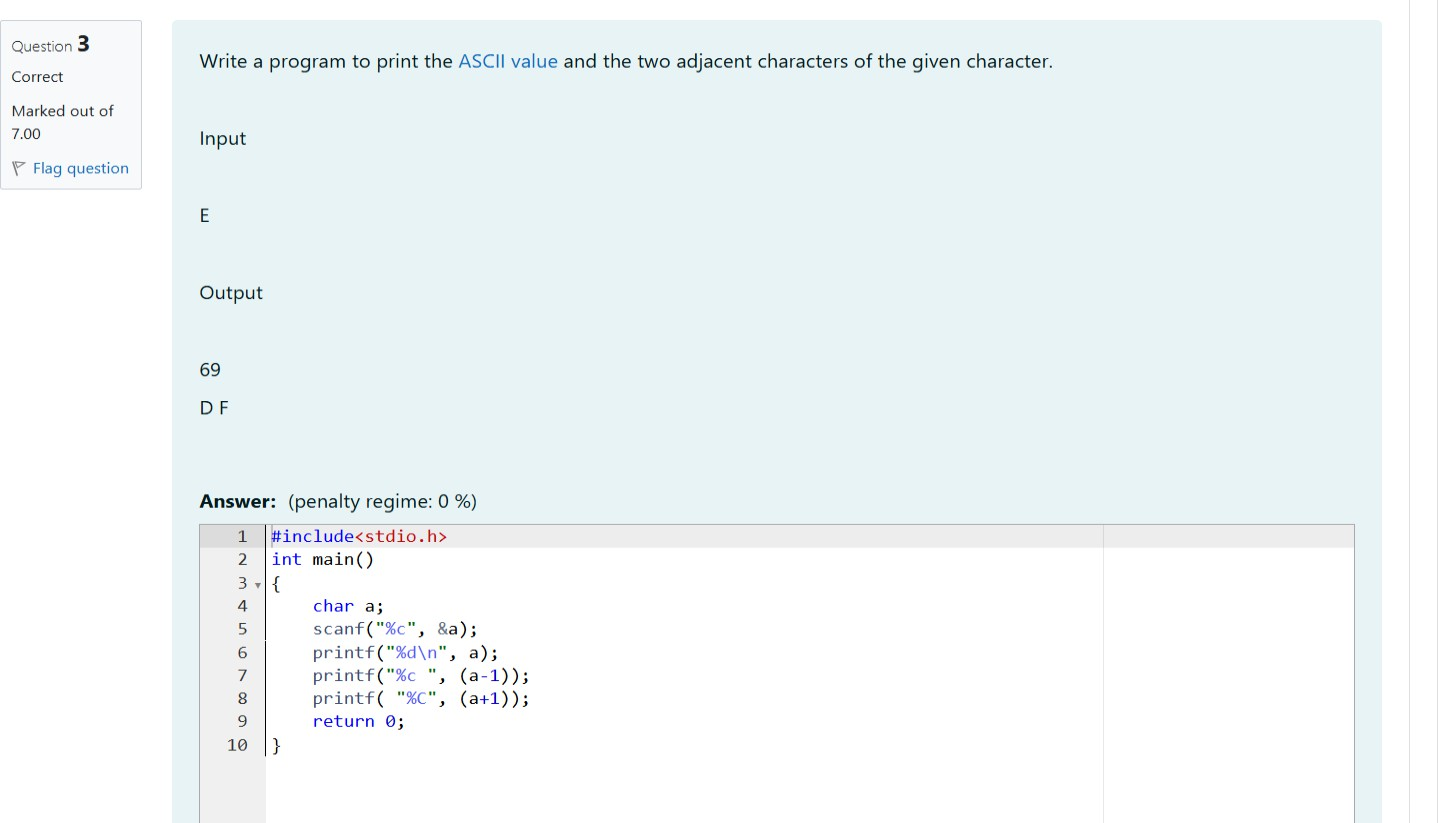 Question 3
Correct
Marked out of
7.00
Flag question
Write a program to print the ASCII value and the two adjacent characters of the given character.
Input
E
Output
69
D F
Answer: (penalty regime: 0 %)
1 #include<stdio.h>
2 int main()
3 {
4     char a;
5     scanf("%c", &a);
6     printf("%d\n", a);
7     printf("%c ", (a-1));
8     printf( "%C", (a+1));
9     return 0;
10 }